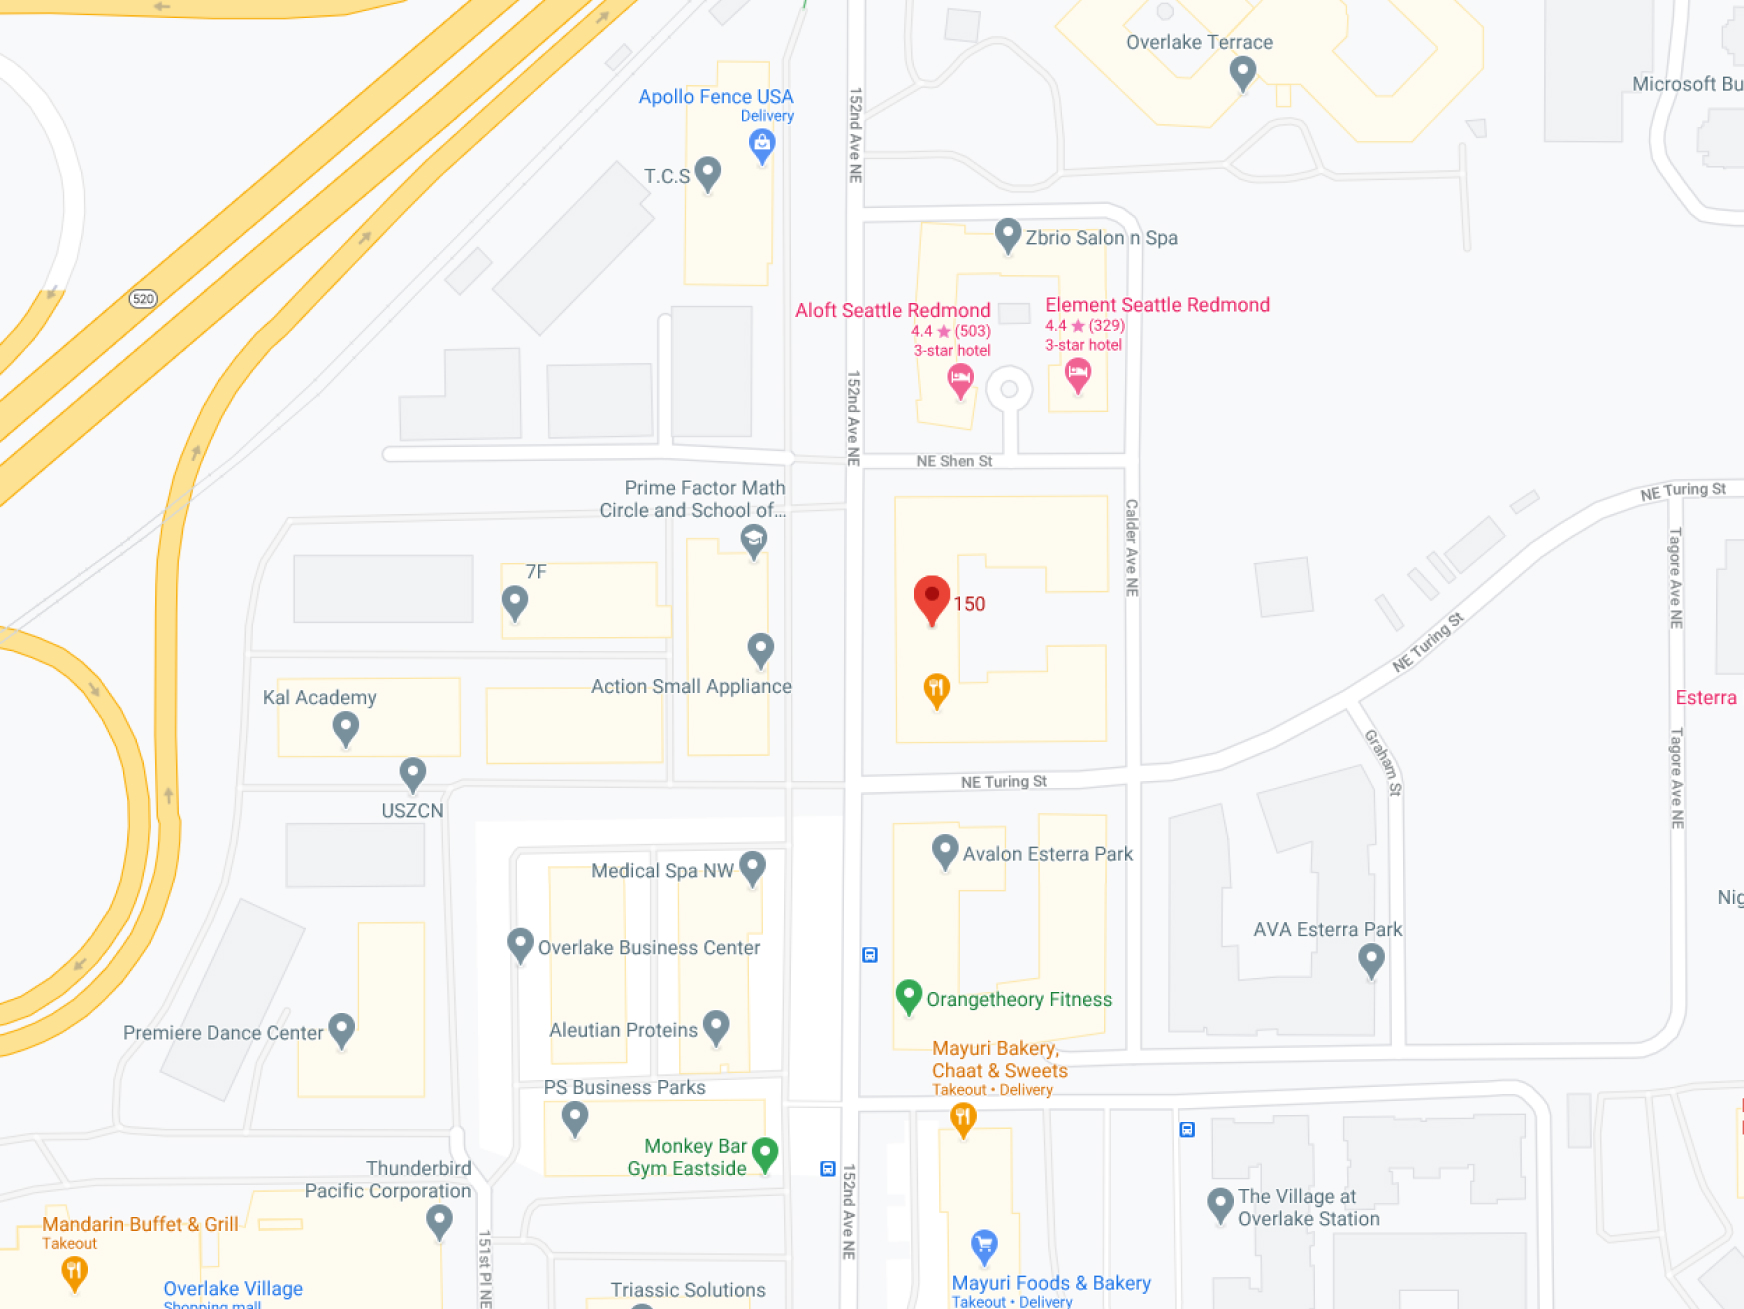 Overlake Terrace
Microsoft Bu
Apollo Fence USA
Delivery
152nd Ave NE
T.C.S
Zbrio Salon n Spa
520
Aloft Seattle Redmond
4.4 ★ (503)
3-star hotel
Element Seattle Redmond
4.4 ★ (329)
3-star hotel
152nd Ave NE
NE Shen St
Prime Factor Math
Circle and School of...
NE Turing St
Calder Ave NE
Tagore Ave NE
7F
150
NE Turing St
Action Small Appliance
Kal Academy
Esterra
Graham St
Tagore Ave NE
NE Turing St
USZCN
Medical Spa NW
Avalon Esterra Park
Nig
AVA Esterra Park
Overlake Business Center
Orangetheory Fitness
Premiere Dance Center
Aleutian Proteins
Mayuri Bakery,
Chaat & Sweets
Takeout • Delivery
PS Business Parks
Monkey Bar
Gym Eastside
Thunderbird
Pacific Corporation
152nd Ave NE
The Village at
Overlake Station
Mandarin Buffet & Grill
Takeout
151st Pl NE
Overlake Village
Shopping mall
Triassic Solutions
Mayuri Foods & Bakery
Takeout • Delivery